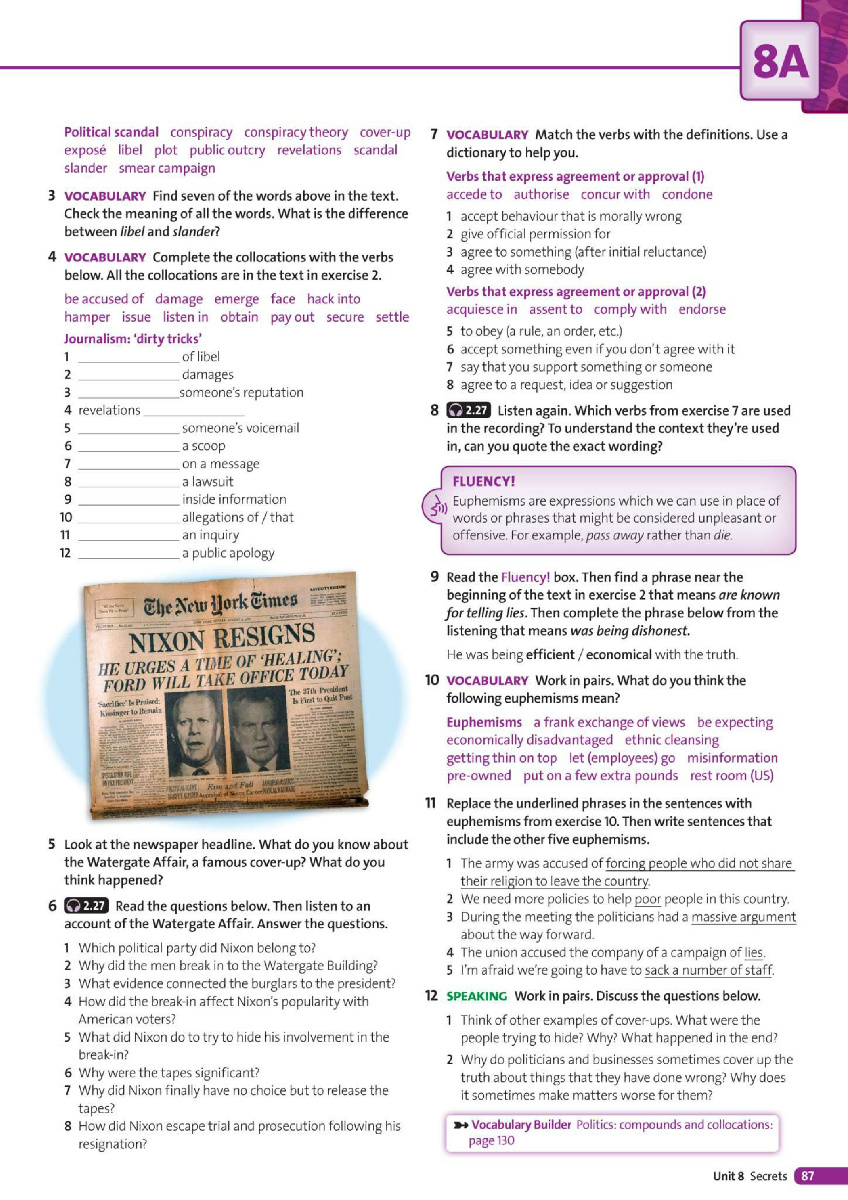 8A
Political scandal conspiracy conspiracy theory cover-up
exposé libel plot public outcry revelations scandal
slander smear campaign
3 VOCABULARY Find seven of the words above in the text.
Check the meaning of all the words. What is the difference
between libel and slander?
4 VOCABULARY Complete the collocations with the verbs
below. All the collocations are in the text in exercise 2.
be accused of damage emerge face hack into
hamper issue listen in obtain pay out secure settle
Journalism: ‘dirty tricks’
1 ________________ of libel
2 ________________ damages
3 ________________someone's reputation
4 revelations ________________
5 ________________ someone's voicemail
6 ________________ a scoop
7 ________________ on a message
8 ________________ a lawsuit
9 ________________ inside information
10 ________________ allegations of / that
11 ________________ an inquiry
12 ________________ a public apology
The New York Times
NIXON RESIGNS
HE URGES A TIME OF ‘HEALING’;
FORD WILL TAKE OFFICE TODAY
'Sacrifice' Is Praised;
Kissinger to Remain
The 37th President
Is First to Quit Post
Rise and Fall
5 Look at the newspaper headline. What do you know about
the Watergate Affair, a famous cover-up? What do you
think happened?
6 2.27 Read the questions below. Then listen to an
account of the Watergate Affair. Answer the questions.
1 Which political party did Nixon belong to?
2 Why did the men break in to the Watergate Building?
3 What evidence connected the burglars to the president?
4 How did the break-in affect Nixon's popularity with
American voters?
5 What did Nixon do to try to hide his involvement in the
break-in?
6 Why were the tapes significant?
7 Why did Nixon finally have no choice but to release the
tapes?
8 How did Nixon escape trial and prosecution following his
resignation?
7 VOCABULARY Match the verbs with the definitions. Use a
dictionary to help you.
Verbs that express agreement or approval (1)
accede to authorise concur with condone
1 accept behaviour that is morally wrong
2 give official permission for
3 agree to something (after initial reluctance)
4 agree with somebody
Verbs that express agreement or approval (2)
acquiesce in assent to comply with endorse
5 to obey (a rule, an order, etc.)
6 accept something even if you don't agree with it
7 say that you support something or someone
8 agree to a request, idea or suggestion
8 2.27 Listen again. Which verbs from exercise 7 are used
in the recording? To understand the context they're used
in, can you quote the exact wording?
FLUENCY!
Euphemisms are expressions which we can use in place of
words or phrases that might be considered unpleasant or
offensive. For example, pass away rather than die.
9 Read the Fluency! box. Then find a phrase near the
beginning of the text in exercise 2 that means are known
for telling lies. Then complete the phrase below from the
listening that means was being dishonest.
He was being efficient / economical with the truth.
10 VOCABULARY Work in pairs. What do you think the
following euphemisms mean?
Euphemisms a frank exchange of views be expecting
economically disadvantaged ethnic cleansing
getting thin on top let (employees) go misinformation
pre-owned put on a few extra pounds rest room (US)
11 Replace the underlined phrases in the sentences with
euphemisms from exercise 10. Then write sentences that
include the other five euphemisms.
1 The army was accused of forcing people who did not share
their religion to leave the country.
2 We need more policies to help poor people in this country.
3 During the meeting the politicians had a massive argument
about the way forward.
4 The union accused the company of a campaign of lies.
5 I'm afraid we're going to have to sack a number of staff.
12 SPEAKING Work in pairs. Discuss the questions below.
1 Think of other examples of cover-ups. What were the
people trying to hide? Why? What happened in the end?
2 Why do politicians and businesses sometimes cover up the
truth about things that they have done wrong? Why does
it sometimes make matters worse for them?
Vocabulary Builder Politics: compounds and collocations:
page 130
Unit 8 Secrets 87